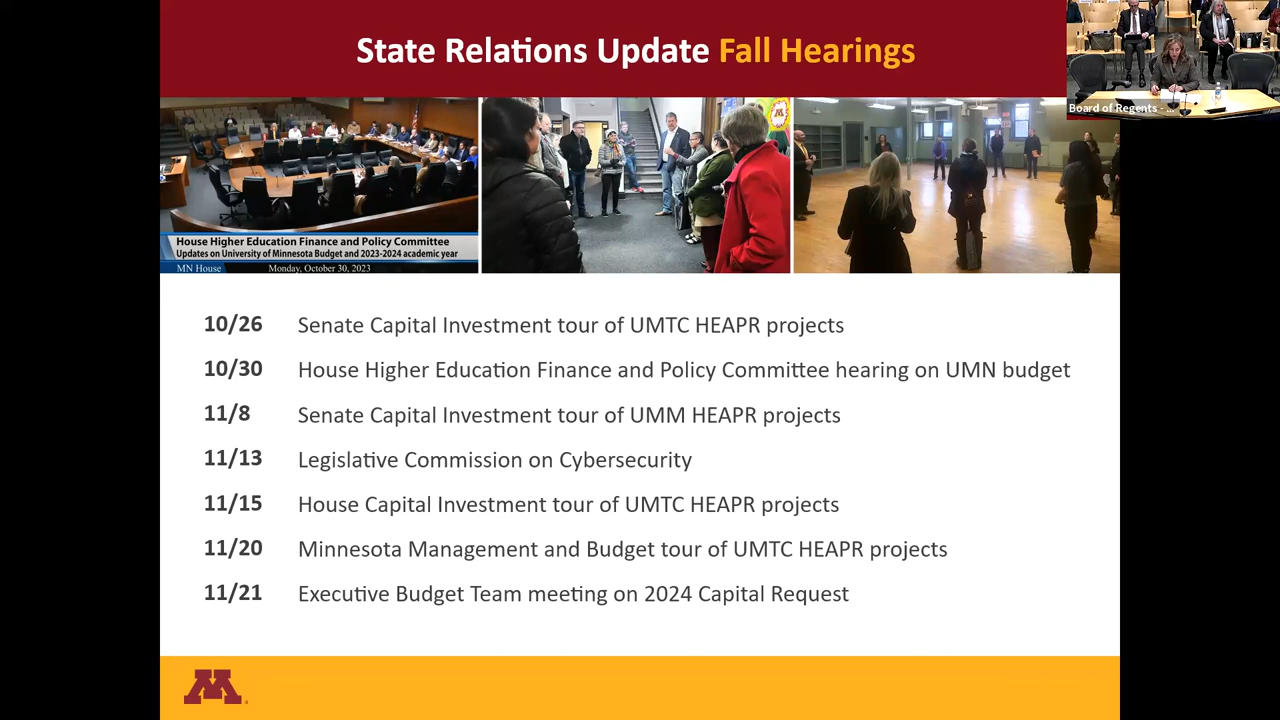 State Relations Update Fall Hearings
Board of Regents - ...
House Higher Education Finance and Policy Committee
Updates on University of Minnesota Budget and 2023-2024 academic year
MN House Monday, October 30, 2023
M
10/26 Senate Capital Investment tour of UMTC HEAPR projects
10/30 House Higher Education Finance and Policy Committee hearing on UMN budget
11/8 Senate Capital Investment tour of UMM HEAPR projects
11/13 Legislative Commission on Cybersecurity
11/15 House Capital Investment tour of UMTC HEAPR projects
11/20 Minnesota Management and Budget tour of UMTC HEAPR projects
11/21 Executive Budget Team meeting on 2024 Capital Request
M